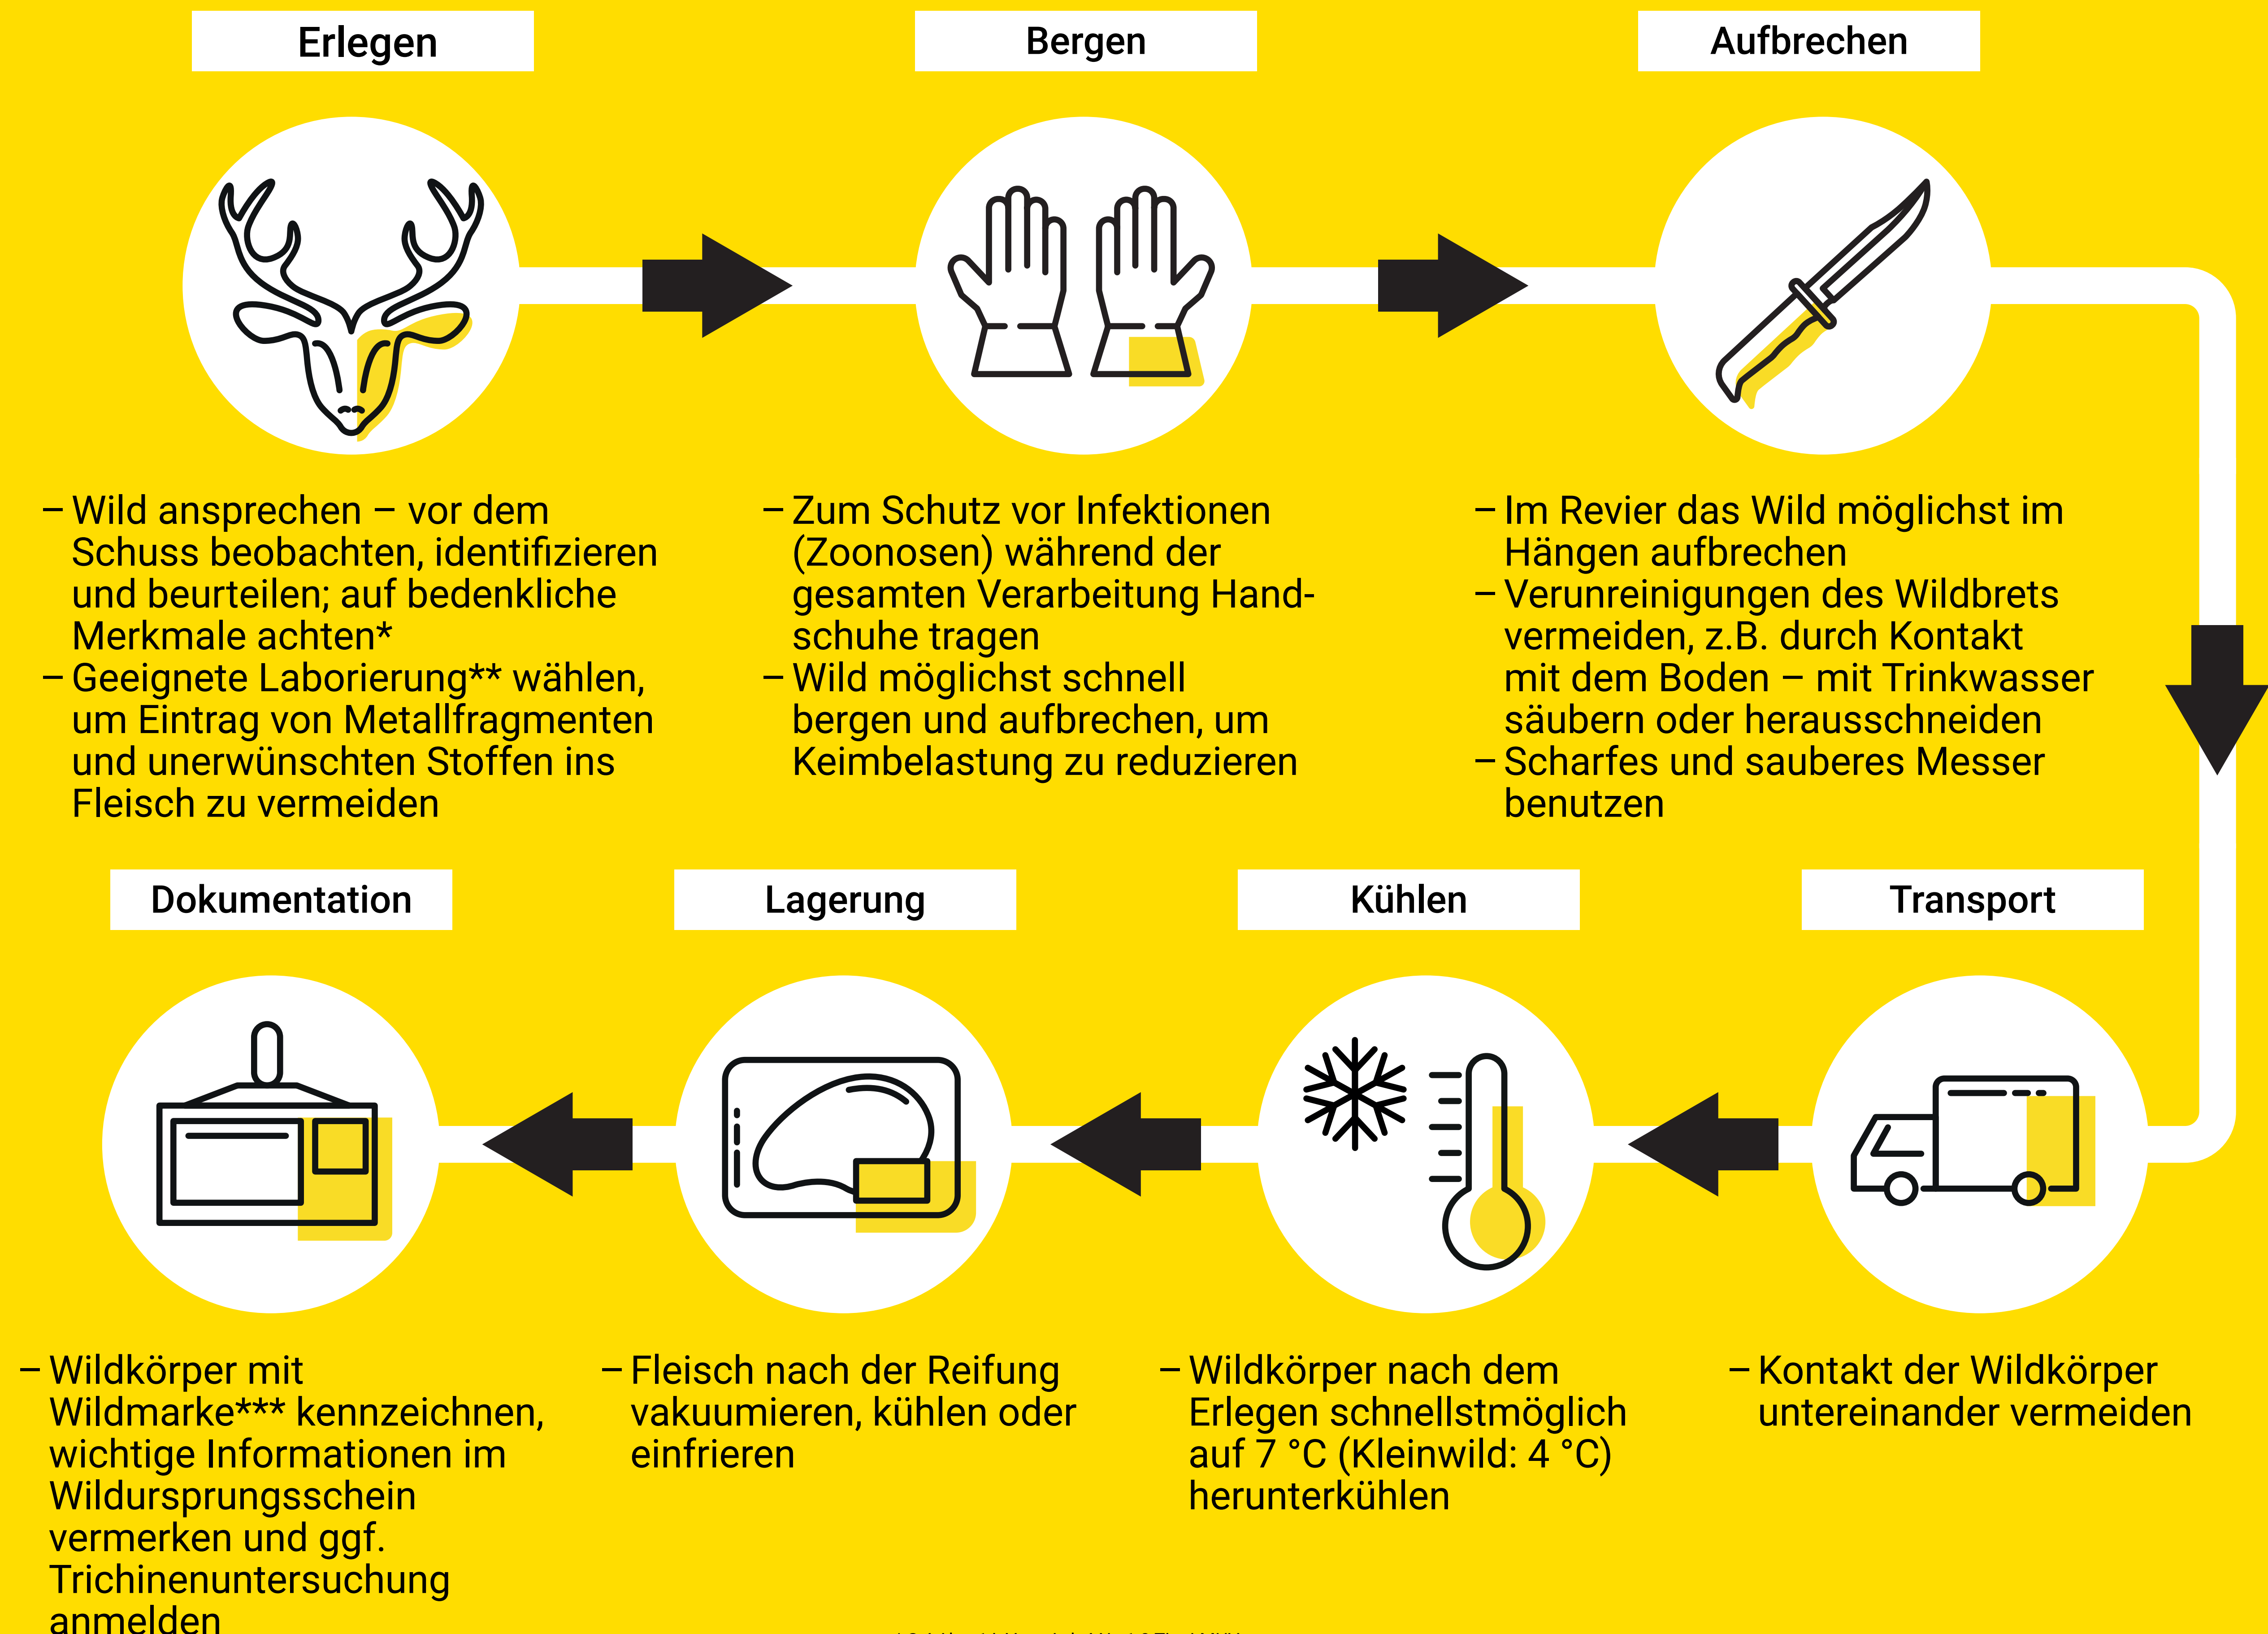 Erlegen
– Wild ansprechen – vor dem
Schuss beobachten, identifizieren
und beurteilen; auf bedenkliche
Merkmale achten*
– Geeignete Laborierung** wählen,
um Eintrag von Metallfragmenten
und unerwünschten Stoffen ins
Fleisch zu vermeiden
Bergen
– Zum Schutz vor Infektionen
(Zoonosen) während der
gesamten Verarbeitung Hand-
schuhe tragen
– Wild möglichst schnell
bergen und aufbrechen, um
Keimbelastung zu reduzieren
Aufbrechen
– Im Revier das Wild möglichst im
Hängen aufbrechen
– Verunreinigungen des Wildbrets
vermeiden, z.B. durch Kontakt
mit dem Boden – mit Trinkwasser
säubern oder herausschneiden
– Scharfes und sauberes Messer
benutzen
Transport
– Kontakt der Wildkörper
untereinander vermeiden
Kühlen
– Wildkörper nach dem
Erlegen schnellstmöglich
auf 7 °C (Kleinwild: 4 °C)
herunterkühlen
Lagerung
– Fleisch nach der Reifung
vakuumieren, kühlen oder
einfrieren
Dokumentation
– Wildkörper mit
Wildmarke*** kennzeichnen,
wichtige Informationen im
Wildursprungsschein
vermerken und ggf.
Trichinenuntersuchung
anmelden